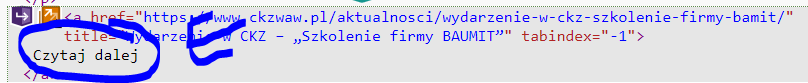 <a href="https://www.ckzwaw.pl/aktualnosci/wydarzenie-w-ckz-szkolenie-firmy-bamit/"
title="Wydarzenie w CKZ – „Szkolenie firmy BAUMIT”" tabindex="-1">
Czytaj dalej